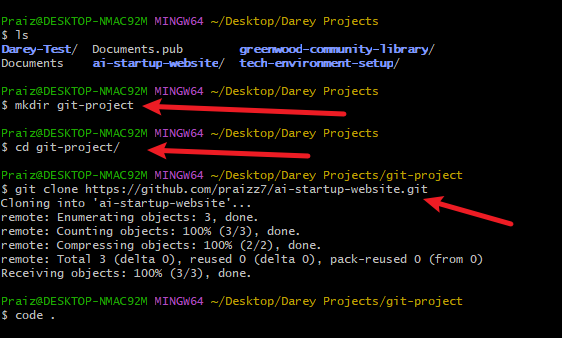 Praiz@DESKTOP-NMAC92M MINGW64 ~/Desktop/Darey Projects
$ ls
Darey-Test/  Documents.pub  greenwood-community-library/
Documents  ai-startup-website/  tech-environment-setup/
Praiz@DESKTOP-NMAC92M MINGW64 ~/Desktop/Darey Projects
$ mkdir git-project
Praiz@DESKTOP-NMAC92M MINGW64 ~/Desktop/Darey Projects
$ cd git-project/
Praiz@DESKTOP-NMAC92M MINGW64 ~/Desktop/Darey Projects/git-project
$ git clone https://github.com/praizz7/ai-startup-website.git
Cloning into 'ai-startup-website'...
remote: Enumerating objects: 3, done.
remote: Counting objects: 100% (3/3), done.
remote: Compressing objects: 100% (2/2), done.
remote: Total 3 (delta 0), reused 0 (delta 0), pack-reused 0 (from 0)
Receiving objects: 100% (3/3), done.
Praiz@DESKTOP-NMAC92M MINGW64 ~/Desktop/Darey Projects/git-project
$ code .